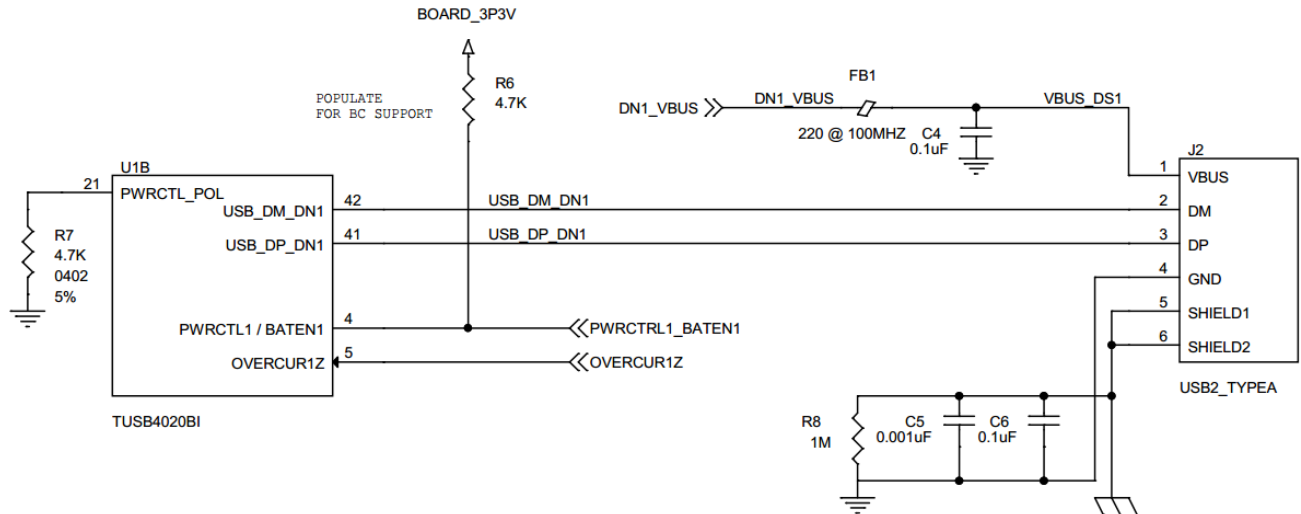 BOARD_3P3V
R6
4.7K
POPULATE
FOR BC SUPPORT
FB1
DN1_VBUS
DN1_VBUS
VBUS_DS1
220 @ 100MHZ
C4
0.1uF
J2
1
VBUS
2
DM
3
DP
4
GND
5
SHIELD1
6
SHIELD2
USB2_TYPEA
U1B
21
PWRCTL_POL
USB_DM_DN1
42
USB_DM_DN1
USB_DP_DN1
41
USB_DP_DN1
R7
4.7K
0402
5%
PWRCTL1 / BATEN1
4
PWRCTRL1_BATEN1
OVERCUR1Z
5
OVERCUR1Z
TUSB4020BI
R8
1M
C5
0.001uF
C6
0.1uF